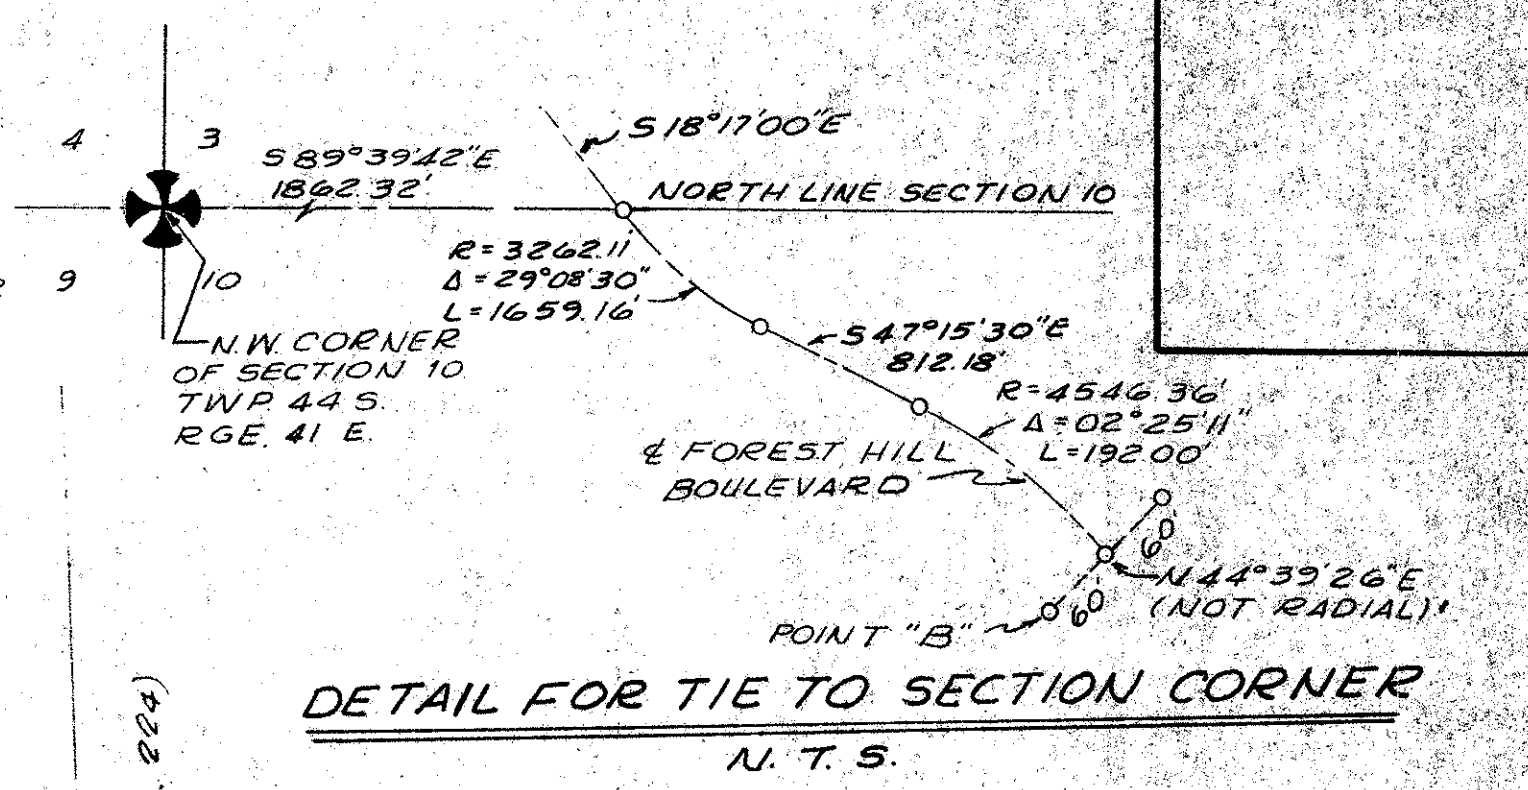 4
3
S 18°17'00"E
S 89°39'42"E
1862.32'
NORTH LINE SECTION 10
9
10
R = 3262.11'
Δ = 29°08'30"
L = 1659.16'
N.W. CORNER
OF SECTION 10
TWP. 44 S.
RGE. 41 E.
S 47°15'30"E
812.18'
R = 4546.36'
Δ = 02°25'11"
L = 192.00'
℄ FOREST HILL
BOULEVARD
60'
N 44°39'26"E
(NOT RADIAL)
60'
POINT "B"
DETAIL FOR TIE TO SECTION CORNER
N. T. S.
224)